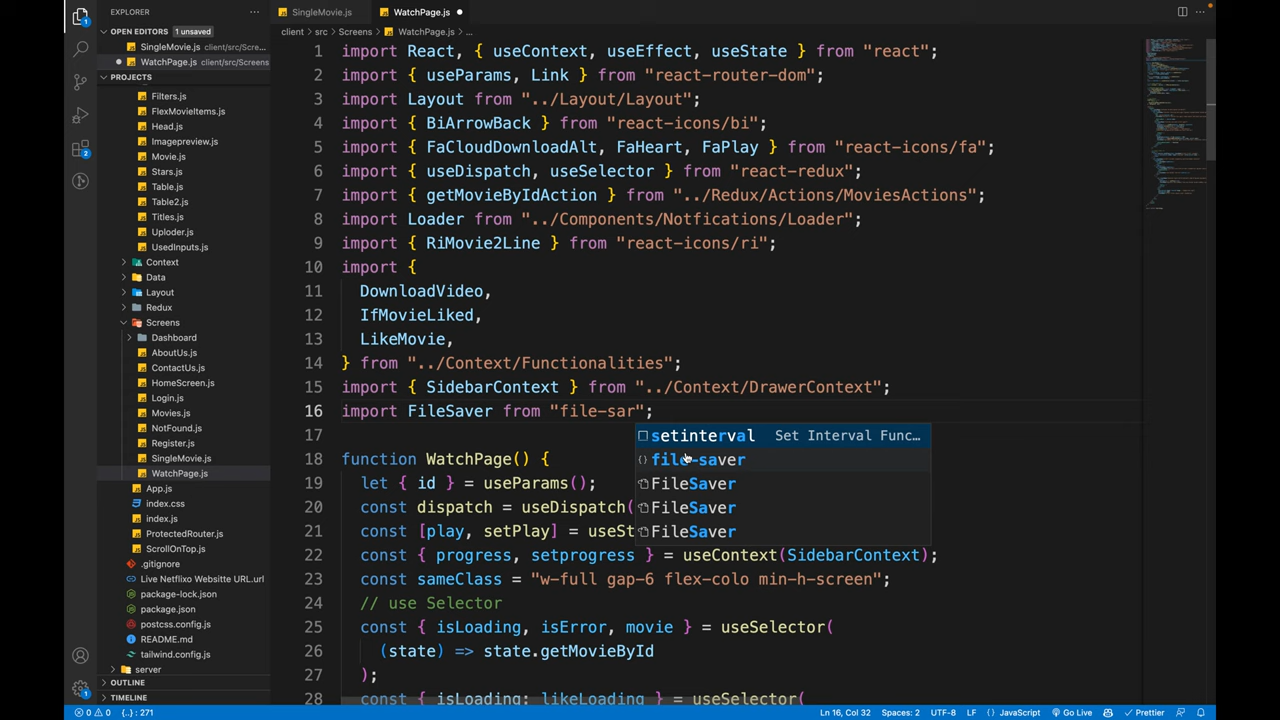 EXPLORER
OPEN EDITORS 1 unsaved
SingleMovie.js client/src/Scre...
WatchPage.js client/src/Screens
PROJECTS
Filters.js
FlexMovieItems.js
Head.js
Imagepreview.js
Movie.js
Stars.js
Table.js
Table2.js
Titles.js
Uploder.js
UsedInputs.js
Context
Data
Layout
Redux
Screens
Dashboard
AboutUs.js
ContactUs.js
HomeScreen.js
Login.js
Movies.js
NotFound.js
Register.js
SingleMovie.js
WatchPage.js
App.js
index.css
index.js
ProtectedRouter.js
ScrollOnTop.js
.gitignore
Live Netflixo Webstite URL.url
package-lock.json
package.json
postcss.config.js
README.md
tailwind.config.js
server
OUTLINE
TIMELINE
SingleMovie.js WatchPage.js
client > src > Screens > WatchPage.js > ...
1 import React, { useContext, useEffect, useState } from "react";
2 import { useParams, Link } from "react-router-dom";
3 import Layout from "../Layout/Layout";
4 import { BiArrowBack } from "react-icons/bi";
5 import { FaCloudDownloadAlt, FaHeart, FaPlay } from "react-icons/fa";
6 import { useDispatch, useSelector } from "react-redux";
7 import { getMovieByIdAction } from "../Redux/Actions/MoviesActions";
8 import Loader from "../Components/Notfications/Loader";
9 import { RiMovie2Line } from "react-icons/ri";
10 import {
11 DownloadVideo,
12 IfMovieLiked,
13 LikeMovie,
14 } from "../Context/Functionalities";
15 import { SidebarContext } from "../Context/DrawerContext";
16 import FileSaver from "file-sar";
17
setinterval Set Interval Func...
file-saver
FileSaver
FileSaver
FileSaver
18 function WatchPage() {
19 let { id } = useParams();
20 const dispatch = useDispatch(
21 const [play, setPlay] = useSt
22 const { progress, setprogress } = useContext(SidebarContext);
23 const sameClass = "w-full gap-6 flex-colo min-h-screen";
24 // use Selector
25 const { isLoading, isError, movie } = useSelector(
26 (state) => state.getMovieById
27 );
28 const { isLoading: likeLoading } = useSelector(
0 0 {..}: 271 Ln 16, Col 32 Spaces: 2 UTF-8 LF {} JavaScript Go Live Prettier